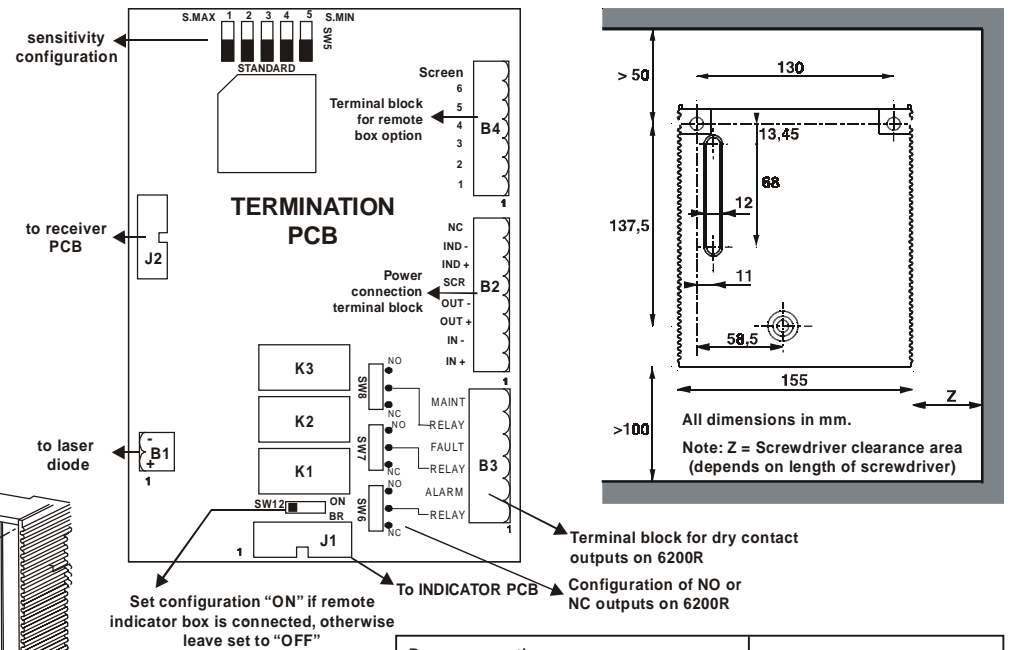 S.MAX 1 2 3 4 5 S.MIN
SW5
STANDARD
sensitivity
configuration
Screen
6
5
4
3
2
1
B4
1
Terminal block
for remote
box option
TERMINATION
PCB
to receiver
PCB
J2
NC
IND -
IND +
SCR
OUT -
OUT +
IN -
IN +
B2
1
Power
connection
terminal block
K3
K2
K1
NO
SW8
NC
NO
SW7
NC
NO
SW6
NC
MAINT
RELAY
FAULT
RELAY
ALARM
RELAY
B3
1
to laser
diode
-
B1
+
1
SW12
ON
BR
1
J1
Terminal block for dry contact
outputs on 6200R
To INDICATOR PCB
Configuration of NO or
NC outputs on 6200R
Set configuration “ON” if remote
indicator box is connected, otherwise
leave set to “OFF”
> 50
130
13,45
68
12
137,5
11
58,5
155
Z
>100
All dimensions in mm.
Note: Z = Screwdriver clearance area
(depends on length of screwdriver)